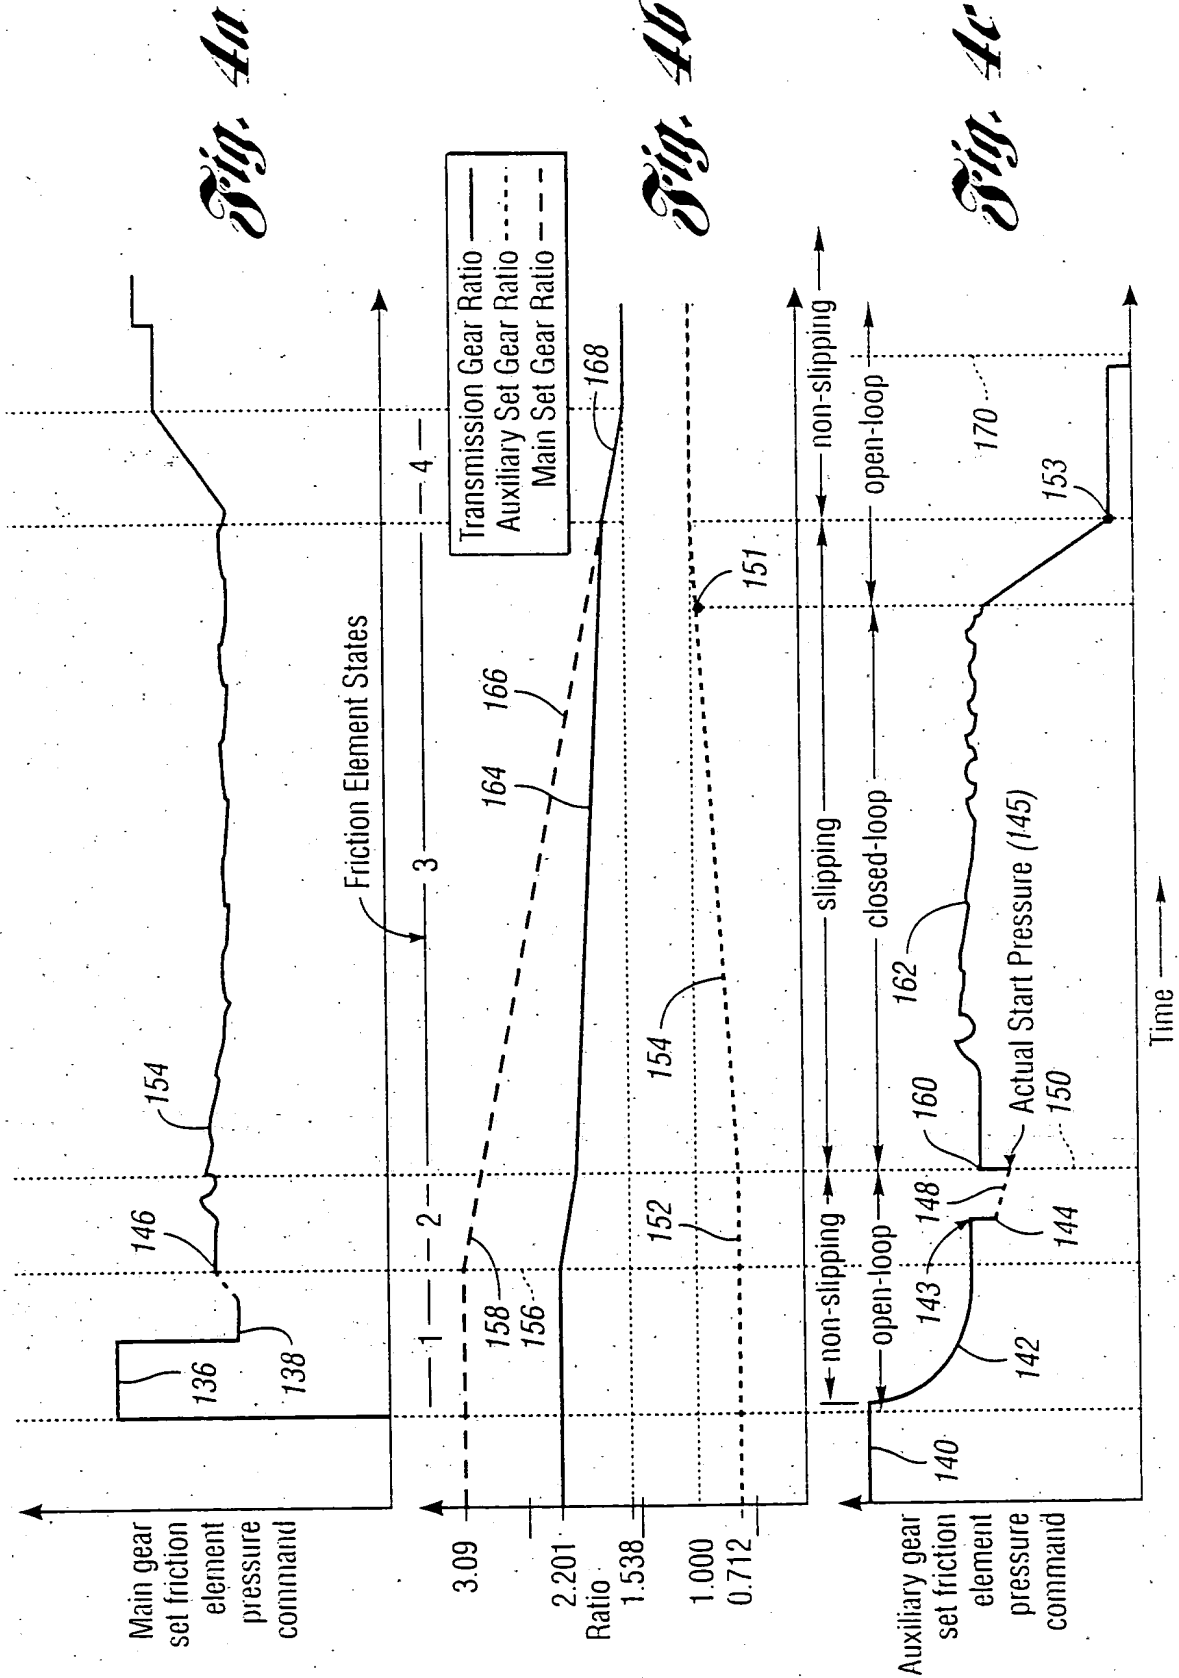 Fig. 4a
Main gear
set friction
element
pressure
command
136
138
146
154
Friction Element States
1
2
3
4
Fig. 4b
Transmission Gear Ratio
Auxiliary Set Gear Ratio
Main Set Gear Ratio
3.09
2.201
Ratio
1.538
1.000
0.712
158
156
152
154
164
166
168
151
non-slipping
slipping
non-slipping
open-loop
closed-loop
open-loop
Fig. 4c
Auxiliary gear
set friction
element
pressure
command
140
142
143
144
148
150
160
Actual Start Pressure (145)
162
153
170
Time